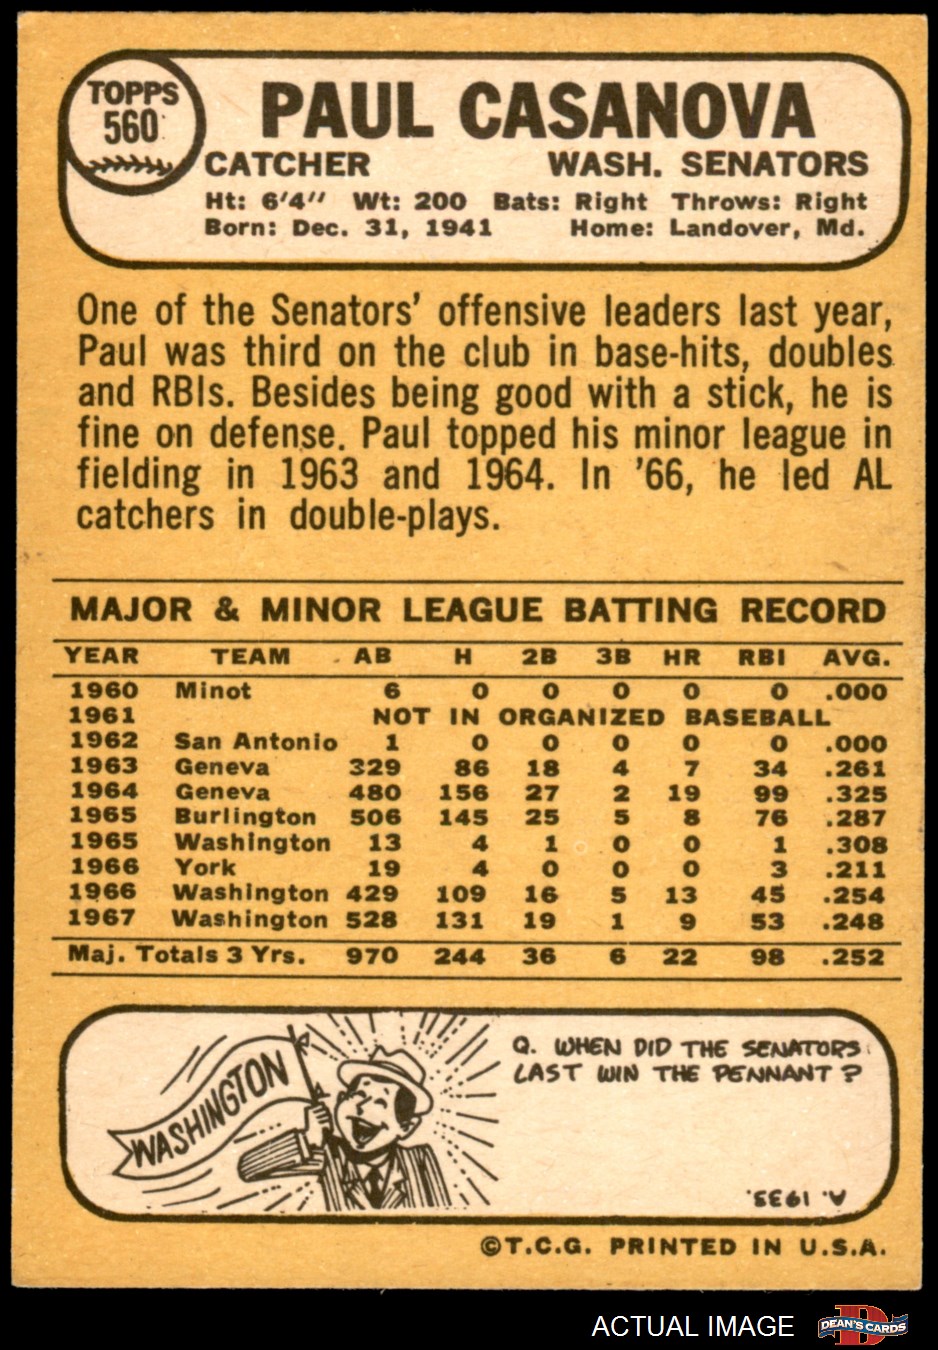 TOPPS
560
PAUL CASANOVA
CATCHER WASH. SENATORS
Ht: 6'4" Wt: 200 Bats: Right Throws: Right
Born: Dec. 31, 1941 Home: Landover, Md.
One of the Senators' offensive leaders last year,
Paul was third on the club in base-hits, doubles
and RBIs. Besides being good with a stick, he is
fine on defense. Paul topped his minor league in
fielding in 1963 and 1964. In '66, he led AL
catchers in double-plays.
MAJOR & MINOR LEAGUE BATTING RECORD
YEAR TEAM AB H 2B 3B HR RBI AVG.
1960 Minot 6 0 0 0 0 0 .000
1961 NOT IN ORGANIZED BASEBALL
1962 San Antonio 1 0 0 0 0 0 .000
1963 Geneva 329 86 18 4 7 34 .261
1964 Geneva 480 156 27 2 19 99 .325
1965 Burlington 506 145 25 5 8 76 .287
1965 Washington 13 4 1 0 0 1 .308
1966 York 19 4 0 0 0 3 .211
1966 Washington 429 109 16 5 13 45 .254
1967 Washington 528 131 19 1 9 53 .248
Maj. Totals 3 Yrs. 970 244 36 6 22 98 .252
WASHINGTON
Q. WHEN DID THE SENATORS
LAST WIN THE PENNANT?
A. 1933.
©T.C.G. PRINTED IN U.S.A.
ACTUAL IMAGE
DEAN'S CARDS